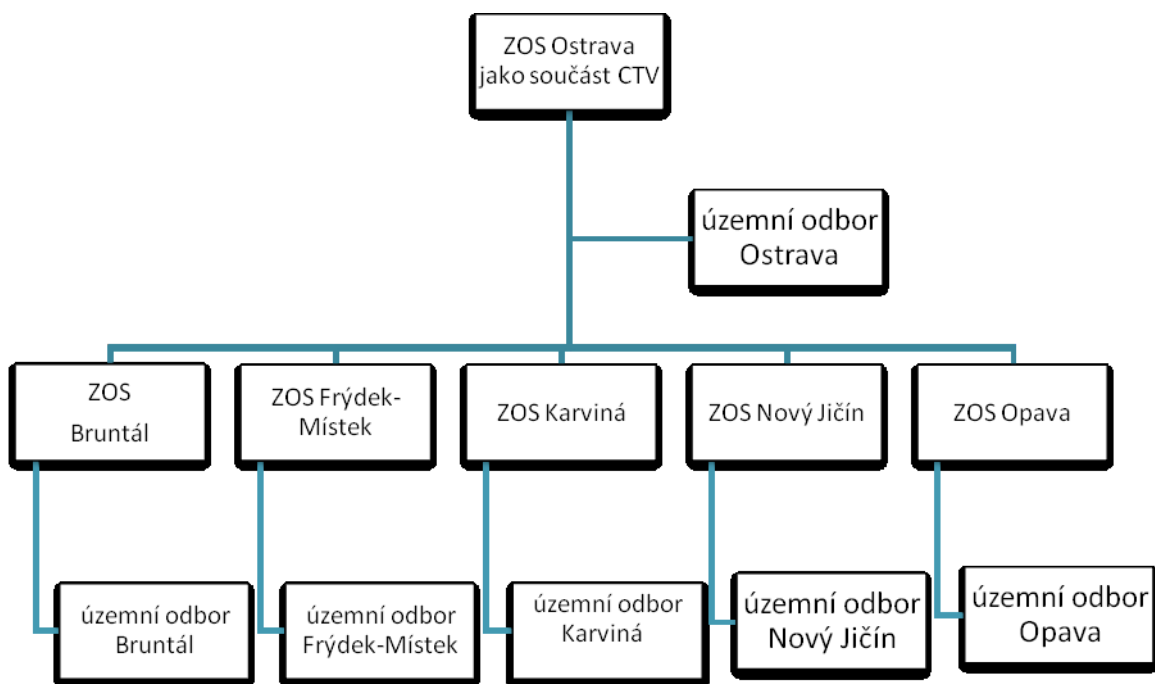 ZOS Ostrava
jako součást CTV
územní odbor
Ostrava
ZOS
Bruntál
ZOS Frýdek-
Místek
ZOS Karviná
ZOS Nový Jičín
ZOS Opava
územní odbor
Bruntál
územní odbor
Frýdek-Místek
územní odbor
Karviná
územní odbor
Nový Jičín
územní odbor
Opava